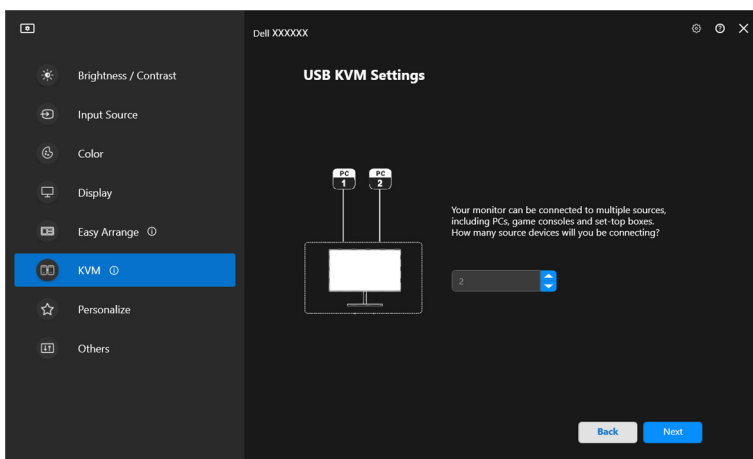 Dell XXXXXX
Brightness / Contrast
Input Source
Color
Display
Easy Arrange
KVM
Personalize
Others
USB KVM Settings
PC 1
PC 2
Your monitor can be connected to multiple sources,
including PCs, game consoles and set-top boxes.
How many source devices will you be connecting?
2
Back
Next